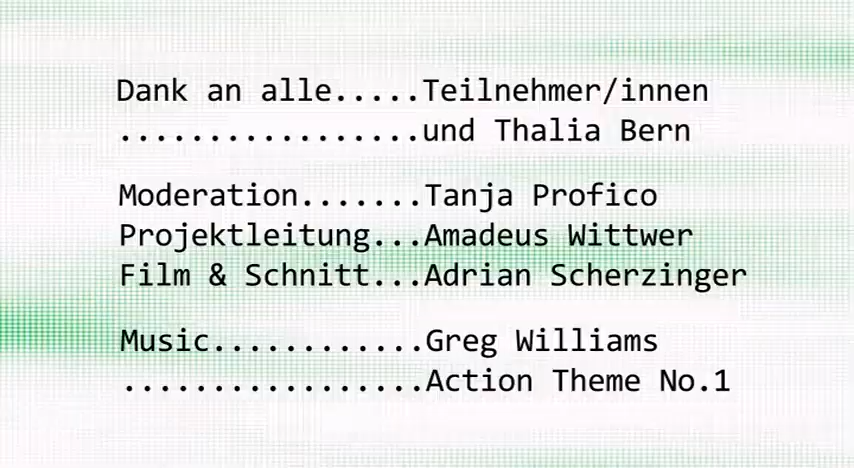 Dank an alle.....Teilnehmer/innen
.................und Thalia Bern
Moderation.......Tanja Profico
Projektleitung...Amadeus Wittwer
Film & Schnitt...Adrian Scherzinger
Music............Greg Williams
.................Action Theme No.1